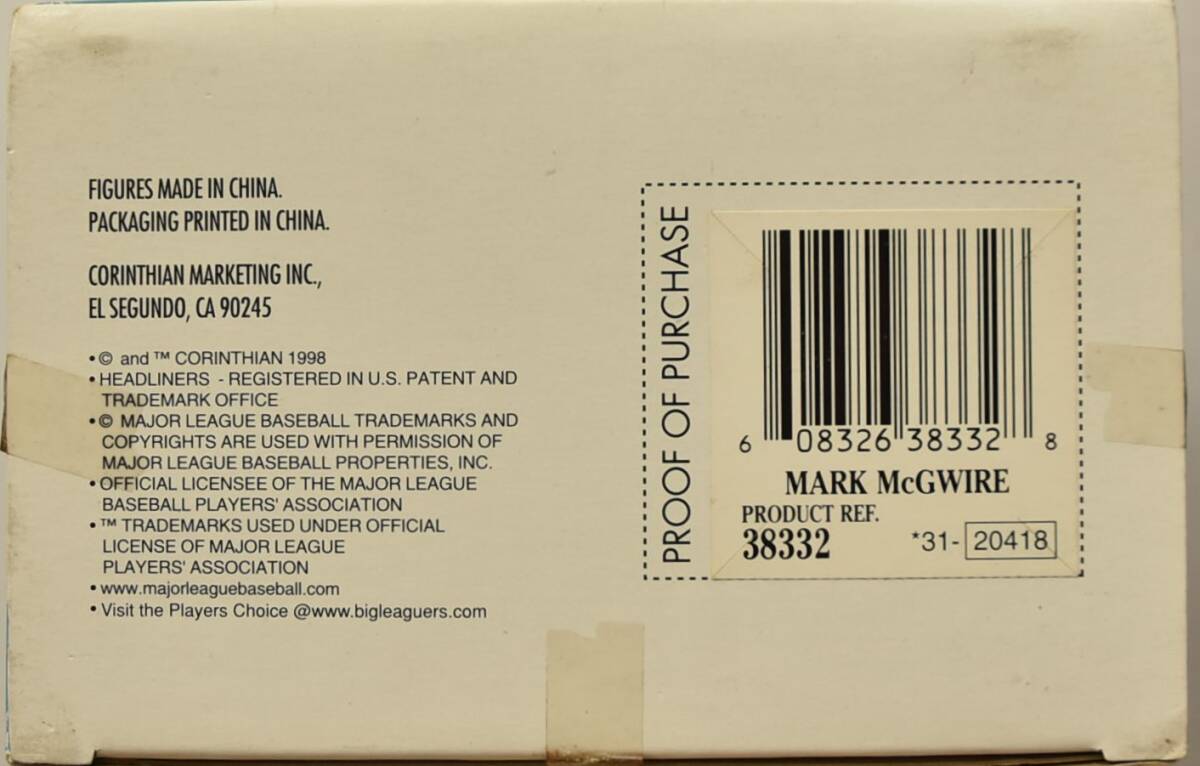 FIGURES MADE IN CHINA.
PACKAGING PRINTED IN CHINA.
CORINTHIAN MARKETING INC.,
EL SEGUNDO, CA 90245
• © and ™ CORINTHIAN 1998
• HEADLINERS - REGISTERED IN U.S. PATENT AND
TRADEMARK OFFICE
• © MAJOR LEAGUE BASEBALL TRADEMARKS AND
COPYRIGHTS ARE USED WITH PERMISSION OF
MAJOR LEAGUE BASEBALL PROPERTIES, INC.
• OFFICIAL LICENSEE OF THE MAJOR LEAGUE
BASEBALL PLAYERS' ASSOCIATION
• ™ TRADEMARKS USED UNDER OFFICIAL
LICENSE OF MAJOR LEAGUE
PLAYERS' ASSOCIATION
• www.majorleaguebaseball.com
• Visit the Players Choice @www.bigleaguers.com
PROOF OF PURCHASE
6 08326 38332 8
MARK McGWIRE
PRODUCT REF.
38332
*31- 20418